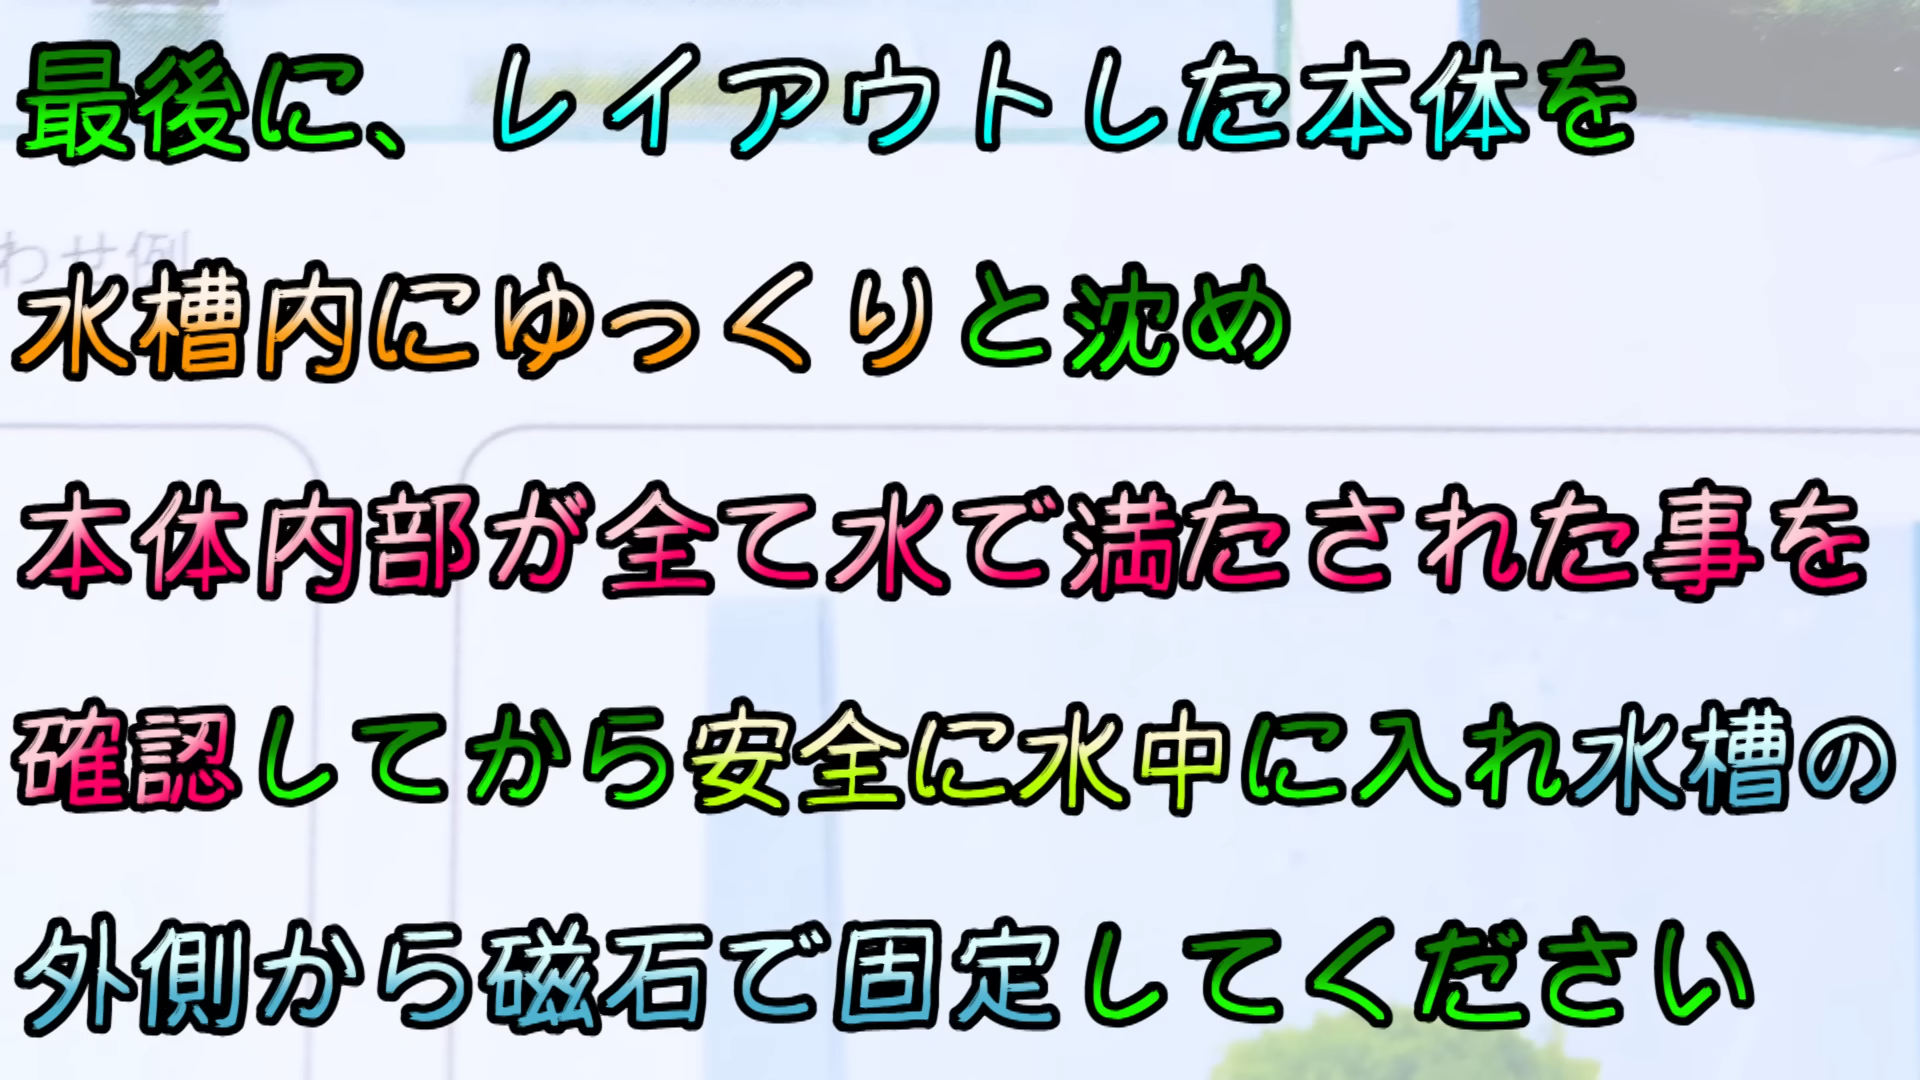 最後に、レイアウトした本体を
わせ例
水槽内にゆっくりと沈め
本体内部が全て水で満たされた事を
確認してから安全に水中に入れ水槽の
外側から磁石で固定してください